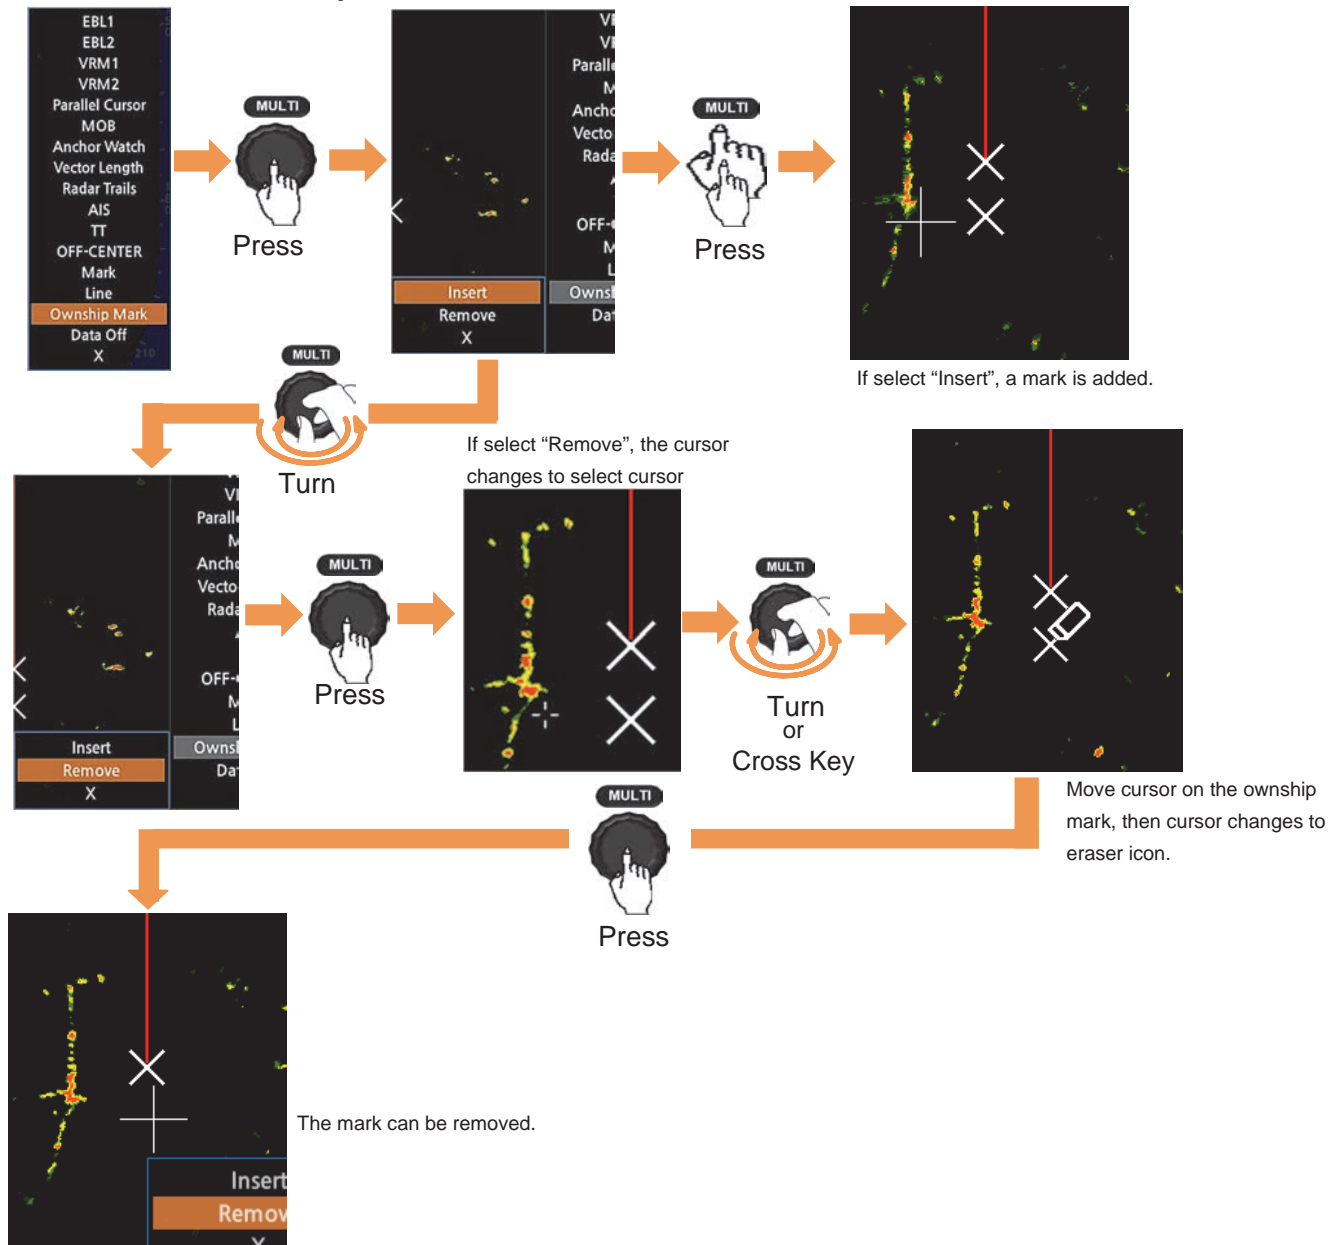 EBL1
EBL2
VRM1
VRM2
Parallel Cursor
MOB
Anchor Watch
Vector Length
Radar Trails
AIS
TT
OFF-CENTER
Mark
Line
Ownship Mark
Data Off
X
210
MULTI
Press
Insert
Remove
X
MULTI
Press
If select “Insert”, a mark is added.
MULTI
Turn
Insert
Remove
X
MULTI
Press
If select “Remove”, the cursor
changes to select cursor
MULTI
Turn
or
Cross Key
Move cursor on the ownship
mark, then cursor changes to
eraser icon.
MULTI
Press
The mark can be removed.
Insert